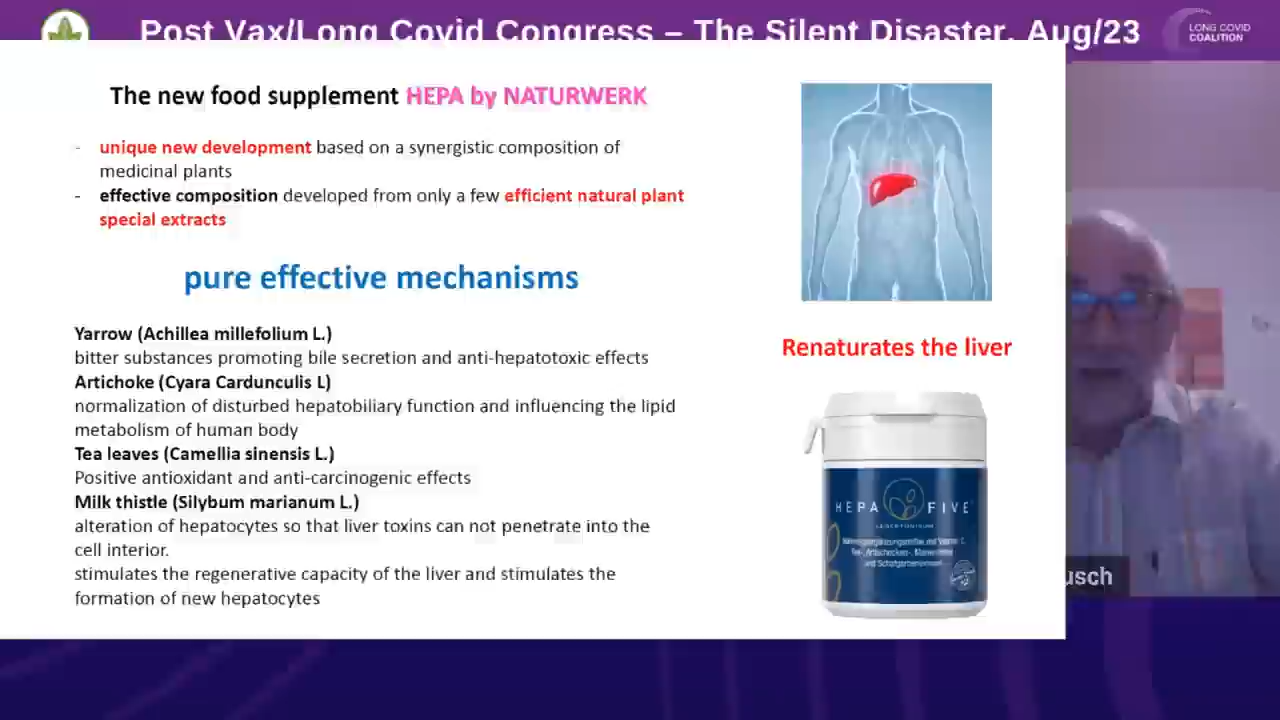 Post Vax/Long Covid Congress – The Silent Disaster, Aug/23
LONG COVID
COALITION
The new food supplement HEPA by NATURWERK
- unique new development based on a synergistic composition of
medicinal plants
- effective composition developed from only a few efficient natural plant
special extracts
pure effective mechanisms
Yarrow (Achillea millefolium L.)
bitter substances promoting bile secretion and anti-hepatotoxic effects
Artichoke (Cyara Cardunculis L)
normalization of disturbed hepatobiliary function and influencing the lipid
metabolism of human body
Tea leaves (Camellia sinensis L.)
Positive antioxidant and anti-carcinogenic effects
Milk thistle (Silybum marianum L.)
alteration of hepatocytes so that liver toxins can not penetrate into the
cell interior.
stimulates the regenerative capacity of the liver and stimulates the
formation of new hepatocytes
Renaturates the liver
HEPA FIVE
Nahrungsergänzungsmittel mit
Tee-, Artischocken-,
und
usch